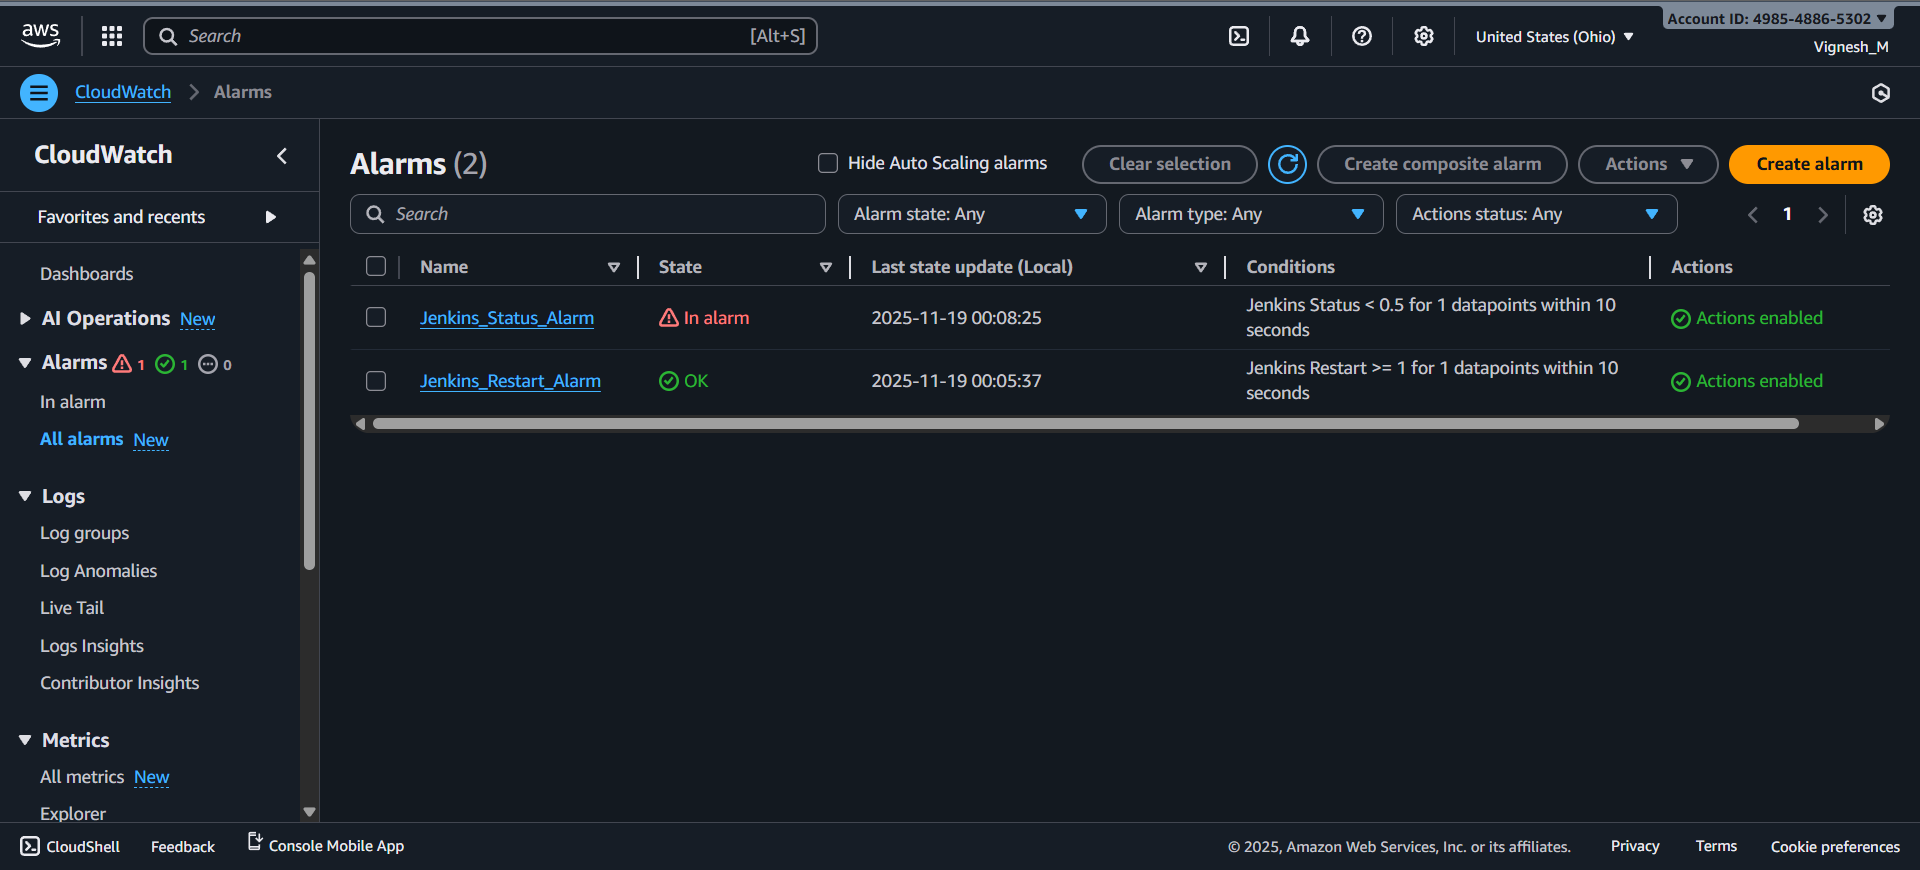 aws
Search [Alt+S]
United States (Ohio)
Account ID: 4985-4886-5302
Vignesh_M
CloudWatch
Alarms
CloudWatch
Favorites and recents
Dashboards
AI Operations New
Alarms 1 1 0
In alarm
All alarms New
Logs
Log groups
Log Anomalies
Live Tail
Logs Insights
Contributor Insights
Metrics
All metrics New
Explorer
Alarms (2)
Hide Auto Scaling alarms
Clear selection
Create composite alarm
Actions
Create alarm
Search
Alarm state: Any
Alarm type: Any
Actions status: Any
1
Name State Last state update (Local) Conditions Actions
Jenkins_Status_Alarm In alarm 2025-11-19 00:08:25 Jenkins Status < 0.5 for 1 datapoints within 10
seconds
Actions enabled
Jenkins_Restart_Alarm OK 2025-11-19 00:05:37 Jenkins Restart >= 1 for 1 datapoints within 10
seconds
Actions enabled
CloudShell Feedback Console Mobile App
© 2025, Amazon Web Services, Inc. or its affiliates. Privacy Terms Cookie preferences